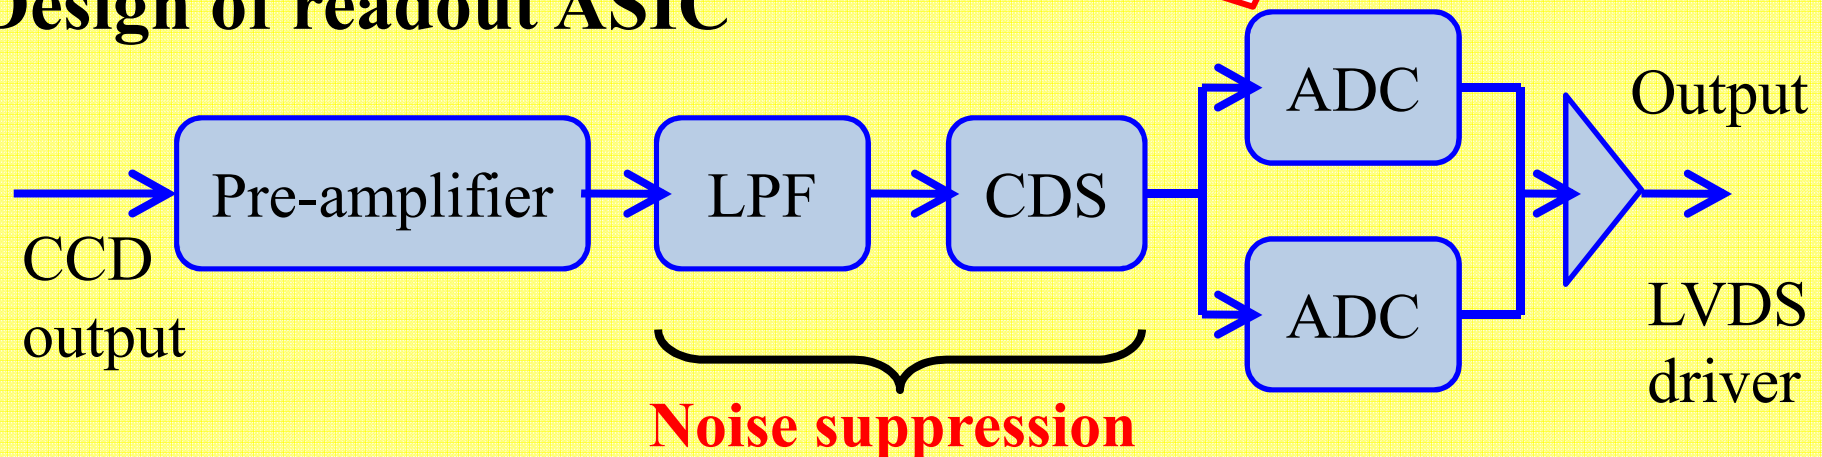 Design of readout ASIC
ADC
Output
Pre-amplifier
LPF
CDS
CCD
output
ADC
LVDS
driver
Noise suppression